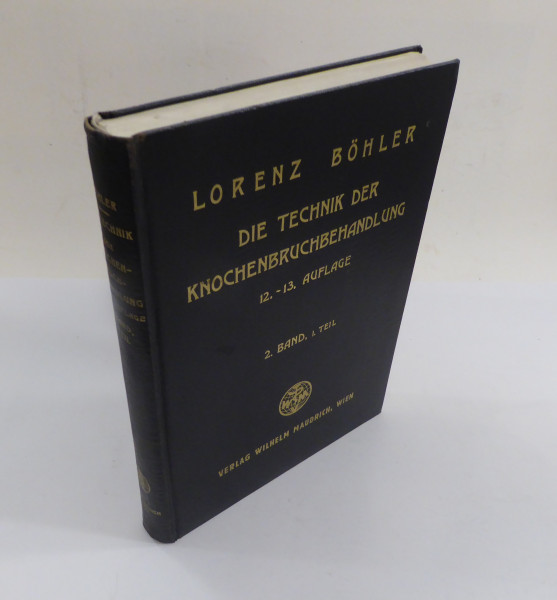 LORENZ BÖHLER
DIE TECHNIK DER
KNOCHENBRUCHBEHANDLUNG
12.-13. AUFLAGE
2. BAND, 1. TEIL
VERLAG WILHELM MAUDRICH, WIEN